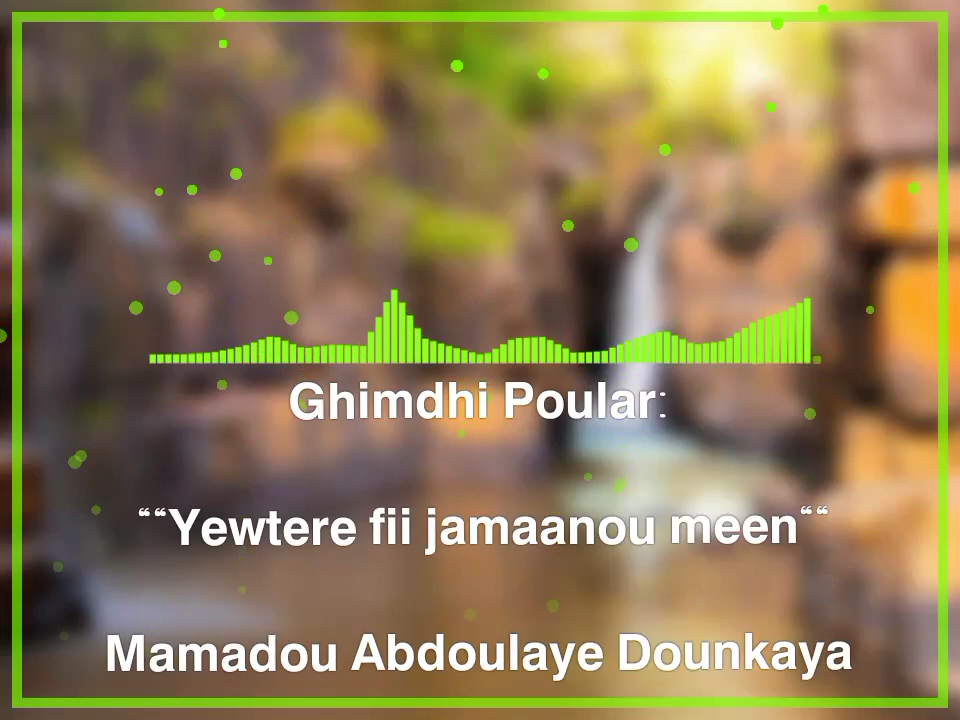 Ghimdhi Poular:
“ “Yewtere fii jamaanou meen“ “
Mamadou Abdoulaye Dounkaya